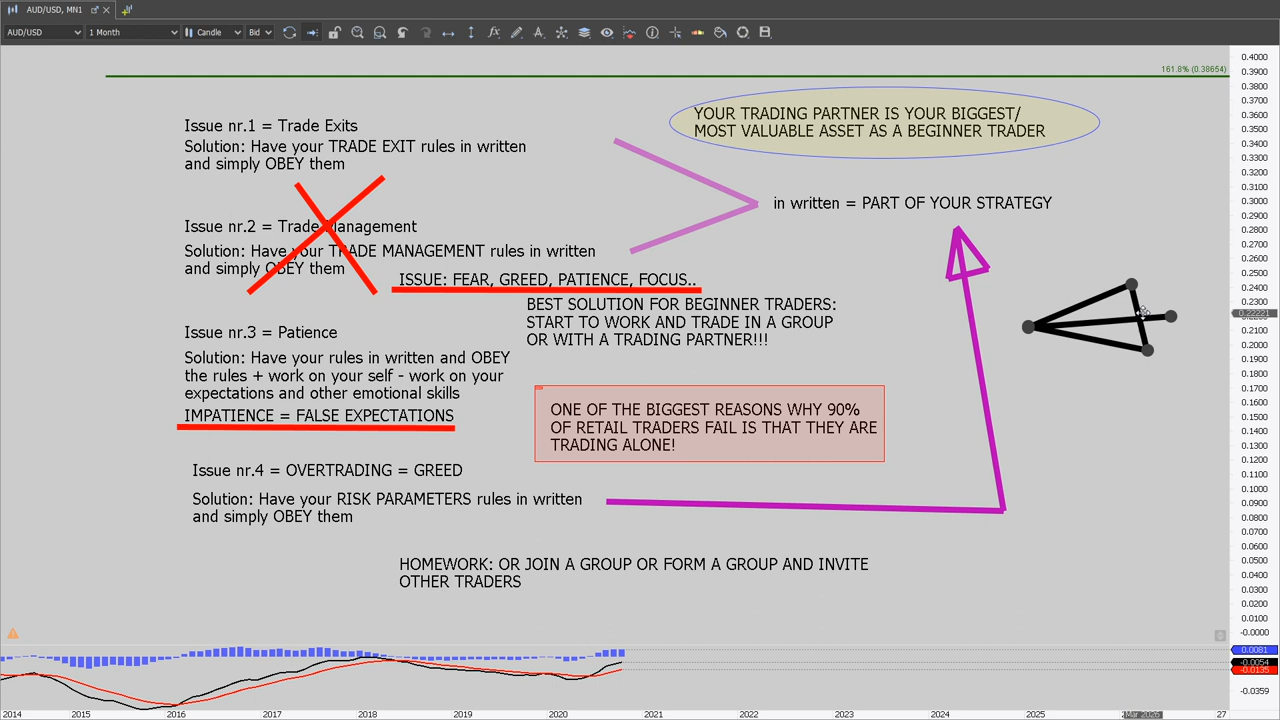 AUD/USD, MN1
AUD/USD
1 Month
Candle
Bid
161.8% (0.38654)
Issue nr.1 = Trade Exits
Solution: Have your TRADE EXIT rules in written
and simply OBEY them
YOUR TRADING PARTNER IS YOUR BIGGEST/
MOST VALUABLE ASSET AS A BEGINNER TRADER
in written = PART OF YOUR STRATEGY
Issue nr.2 = Trade Management
Solution: Have your TRADE MANAGEMENT rules in written
and simply OBEY them
ISSUE: FEAR, GREED, PATIENCE, FOCUS..
BEST SOLUTION FOR BEGINNER TRADERS:
START TO WORK AND TRADE IN A GROUP
OR WITH A TRADING PARTNER!!!
Issue nr.3 = Patience
Solution: Have your rules in written and OBEY
the rules + work on your self - work on your
expectations and other emotional skills
IMPATIENCE = FALSE EXPECTATIONS
ONE OF THE BIGGEST REASONS WHY 90%
OF RETAIL TRADERS FAIL IS THAT THEY ARE
TRADING ALONE!
Issue nr.4 = OVERTRADING = GREED
Solution: Have your RISK PARAMETERS rules in written
and simply OBEY them
HOMEWORK: OR JOIN A GROUP OR FORM A GROUP AND INVITE
OTHER TRADERS
0.4000
0.3900
0.3800
0.3700
0.3600
0.3500
0.3400
0.3300
0.3200
0.3100
0.3000
0.2900
0.2800
0.2700
0.2600
0.2500
0.2400
0.2300
0.22221
0.2100
0.2000
0.1900
0.1800
0.1700
0.1600
0.1500
0.1400
0.1300
0.1200
0.1100
0.1000
0.0900
0.0800
0.0700
0.0600
0.0500
0.0400
0.0300
0.0200
0.0100
-0.0000
0.0081
-0.0054
-0.0135
-0.0359
2014 2015 2016 2017 2018 2019 2020 2021 2022 2023 2024 2025 Mar, 2026 27